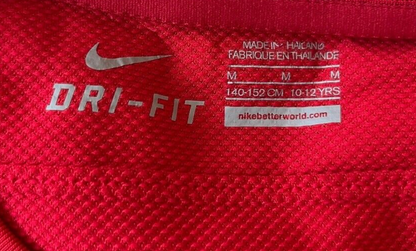 MADE IN THAILAND
FABRIQUE EN THAILANDE
M M M
140-152 CM 10-12 YRS
nikebetterworld.com
DRI-FIT